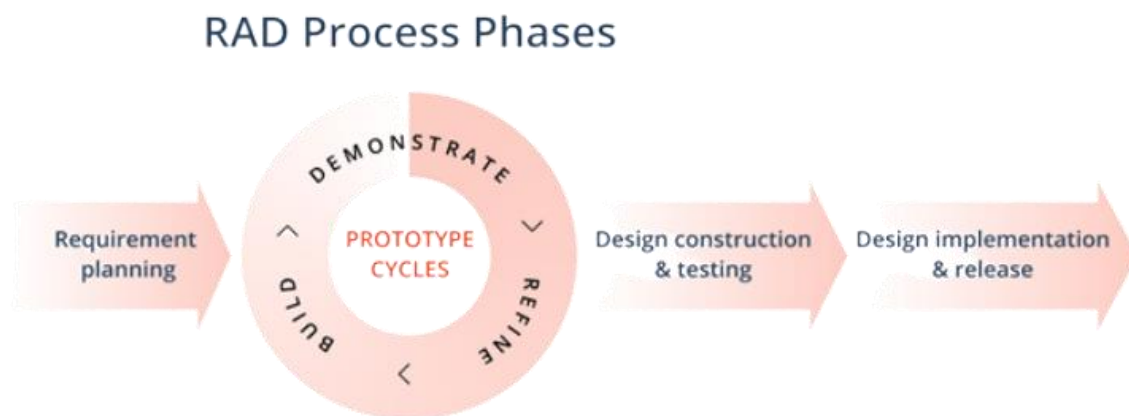 RAD Process Phases
Requirement
planning
DEMONSTRATE
REFINE
BUILD
PROTOTYPE
CYCLES
Design construction
& testing
Design implementation
& release